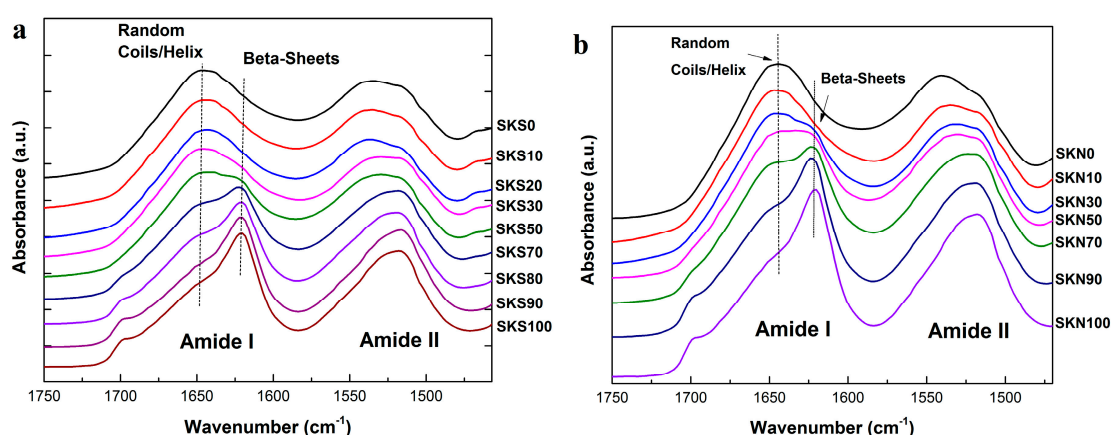 a
Random
Coils/Helix
Beta-Sheets
SKS0
SKS10
SKS20
SKS30
SKS50
SKS70
SKS80
SKS90
SKS100
Amide I
Amide II
1750 1700 1650 1600 1550 1500
Wavenumber (cm-1)
Absorbance (a.u.)
b
Random
Coils/Helix
Beta-Sheets
SKN0
SKN10
SKN30
SKN50
SKN70
SKN90
SKN100
Amide I
Amide II
1750 1700 1650 1600 1550 1500
Wavenumber (cm-1)
Absorbance (a.u.)